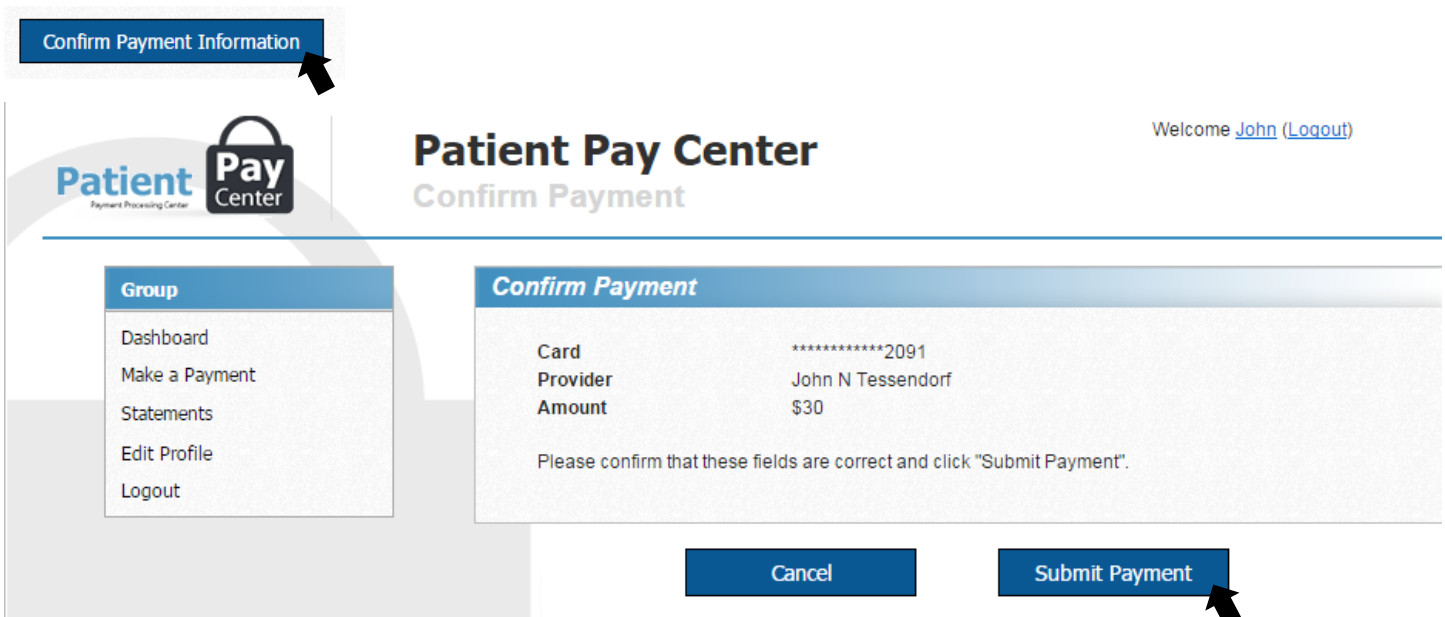 Confirm Payment Information
Patient Pay Center
Payment Processing Center
Patient Pay Center
Confirm Payment
Welcome John (Logout)
Group
Dashboard
Make a Payment
Statements
Edit Profile
Logout
Confirm Payment
Card ************2091
Provider John N Tessendorf
Amount $30
Please confirm that these fields are correct and click "Submit Payment".
Cancel
Submit Payment